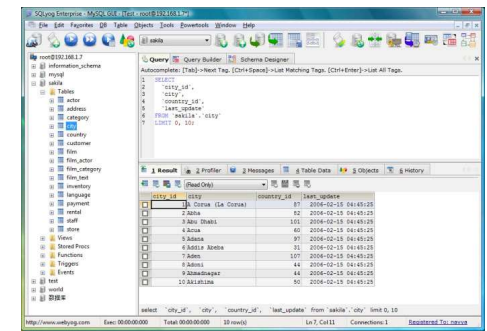 SQLyog Enterprise - MySQL GUI - [Test - root@192.168.1.7*]
File Edit Favorites DB Table Objects Tools Powertools Window Help
sakila
root@192.168.1.7
information_schema
mysql
sakila
Tables
actor
address
category
city
country
customer
film
film_actor
film_category
film_text
inventory
language
payment
rental
staff
store
Views
Stored Procs
Functions
Triggers
Events
test
world
数据库
Query Query Builder Schema Designer
Autocomplete: [Tab]->Next Tag. [Ctrl+Space]->List Matching Tags. [Ctrl+Enter]->List All Tags.
1 SELECT
2 `city_id`,
3 `city`,
4 `country_id`,
5 `last_update`
6 FROM `sakila`.`city`
7 LIMIT 0, 10;
1 Result 2 Profiler 3 Messages 4 Table Data 5 Objects 6 History
(Read Only)
city_id city country_id last_update
1 A Corua (La Corua) 87 2006-02-15 04:45:25
2 Abha 82 2006-02-15 04:45:25
3 Abu Dhabi 101 2006-02-15 04:45:25
4 Acua 60 2006-02-15 04:45:25
5 Adana 97 2006-02-15 04:45:25
6 Addis Abeba 31 2006-02-15 04:45:25
7 Aden 107 2006-02-15 04:45:25
8 Adoni 44 2006-02-15 04:45:25
9 Ahmadnagar 44 2006-02-15 04:45:25
10 Akishima 50 2006-02-15 04:45:25
select `city_id`, `city`, `country_id`, `last_update` from `sakila`.`city` limit 0, 10
http://www.webyog.com Exec: 00:00:00:000 Total: 00:00:00:000 10 row(s) Ln 7, Col 11 Connections: 1 Registered To: navya